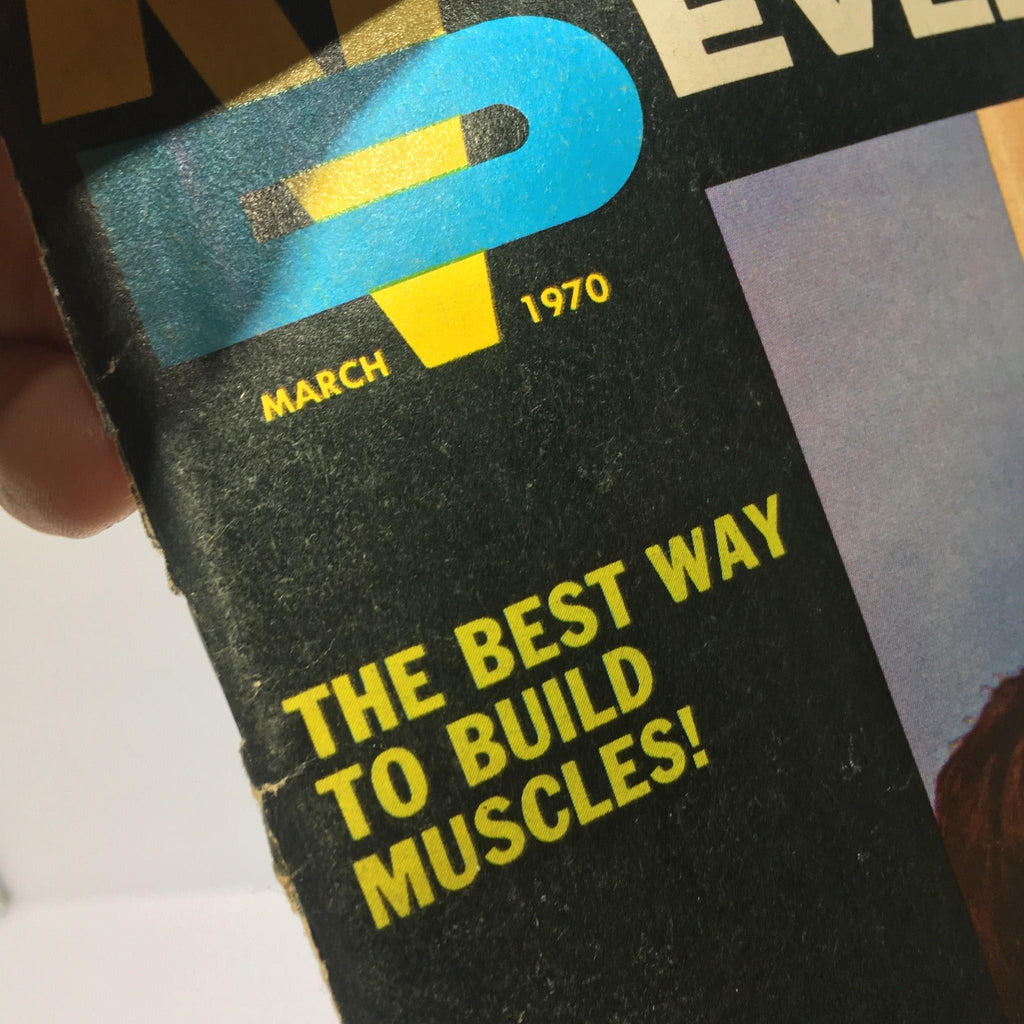 MARCH 1970
THE BEST WAY
TO BUILD
MUSCLES!